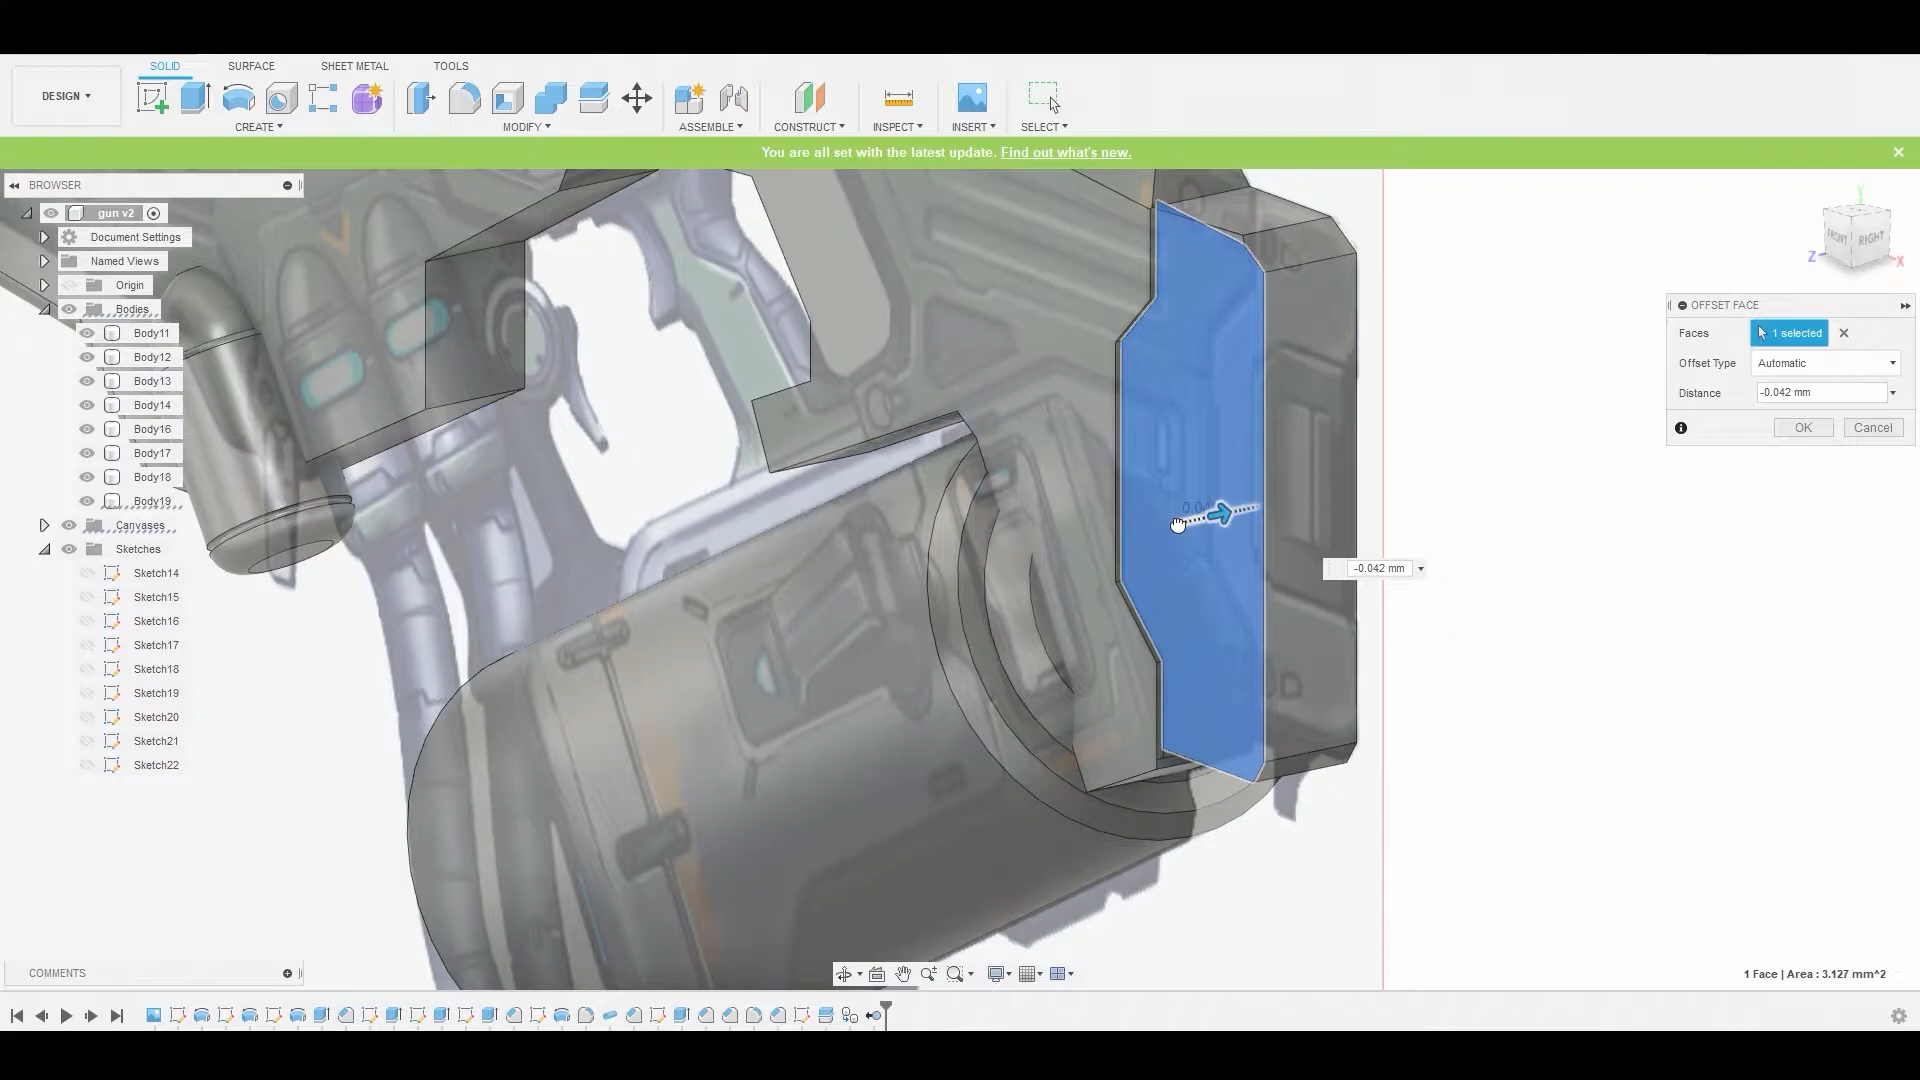 SOLID SURFACE SHEET METAL TOOLS
DESIGN
CREATE MODIFY ASSEMBLE CONSTRUCT INSPECT INSERT SELECT
You are all set with the latest update. Find out what's new.
BROWSER
gun v2
Document Settings
Named Views
Origin
Bodies
Body11
Body12
Body13
Body14
Body16
Body17
Body18
Body19
Canvases
Sketches
Sketch14
Sketch15
Sketch16
Sketch17
Sketch18
Sketch19
Sketch20
Sketch21
Sketch22
Y
FRONT RIGHT
Z X
OFFSET FACE
Faces 1 selected
Offset Type Automatic
Distance -0.042 mm
OK Cancel
-0.042 mm
COMMENTS
1 Face | Area : 3.127 mm^2